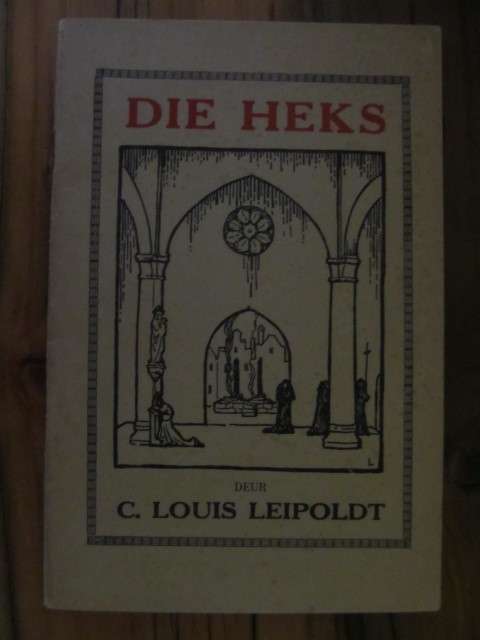 DIE HEKS
L
DEUR
C. LOUIS LEIPOLDT